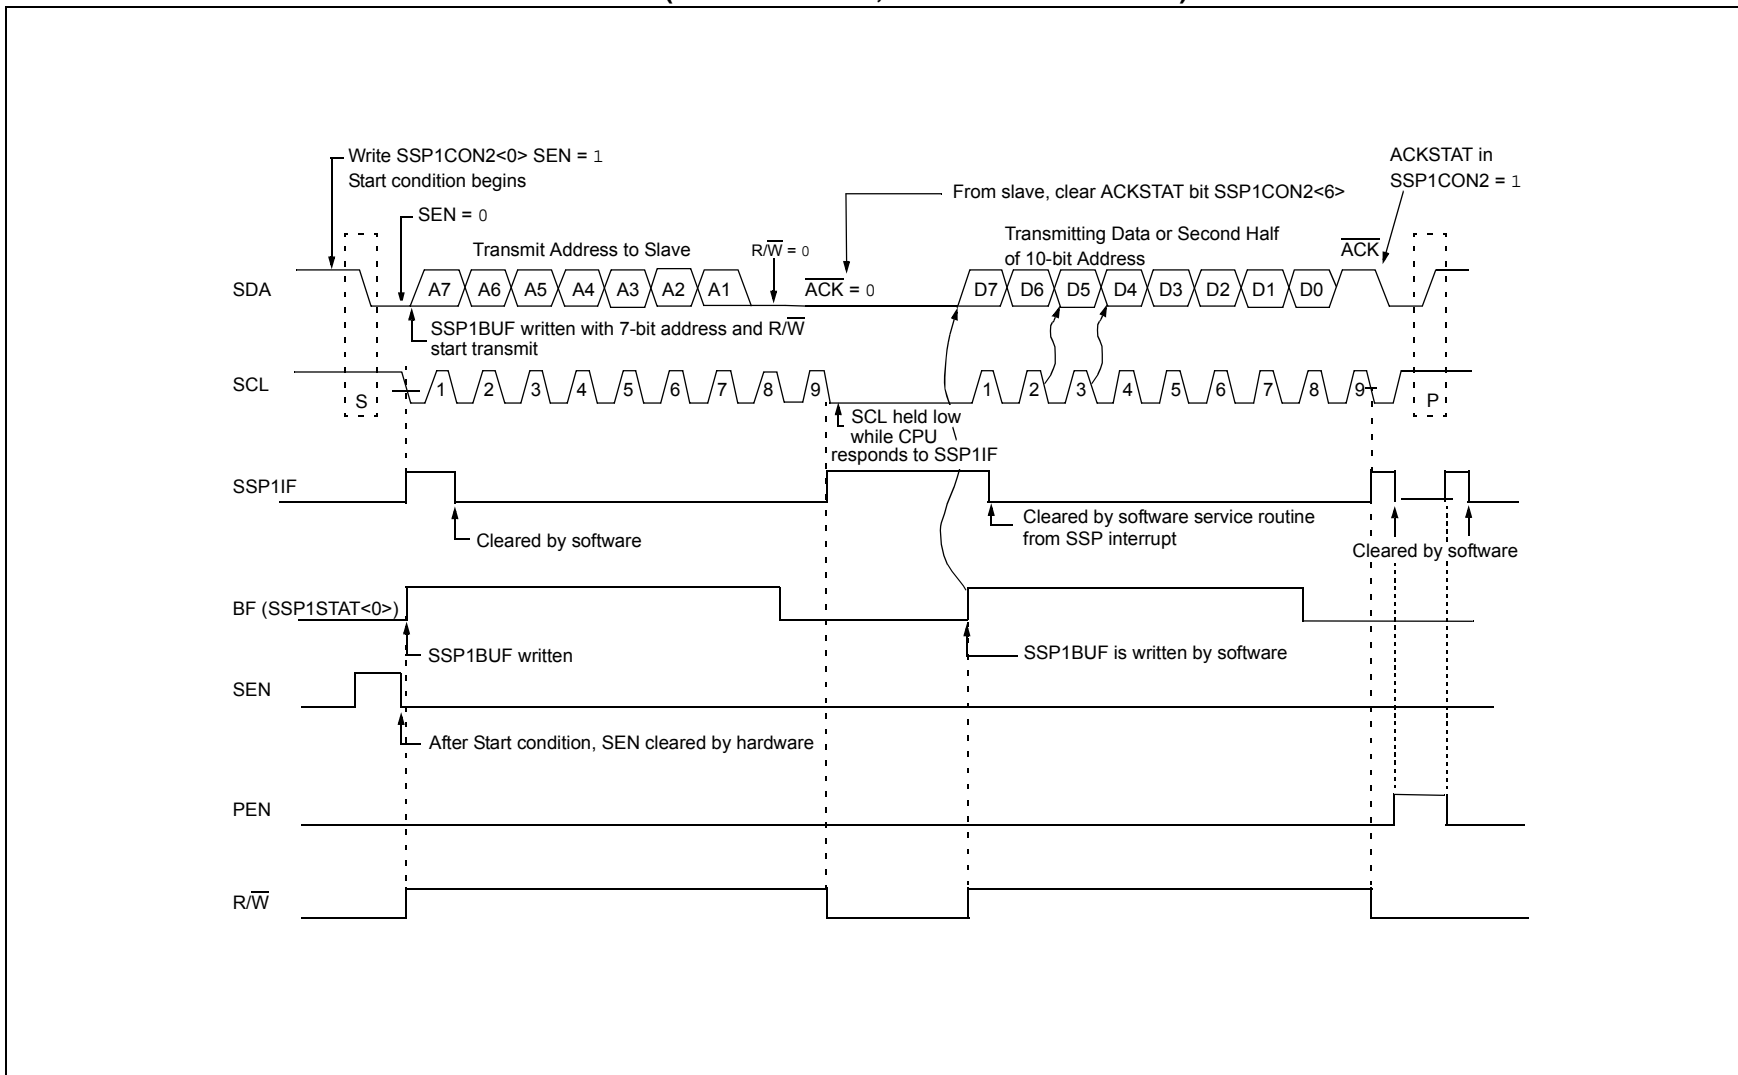 Write SSP1CON2<0> SEN = 1
Start condition begins
ACKSTAT in
SSP1CON2 = 1
From slave, clear ACKSTAT bit SSP1CON2<6>
SEN = 0
Transmit Address to Slave
R/W̅ = 0
Transmitting Data or Second Half
of 10-bit Address
A̅C̅K̅
SDA
A7 A6 A5 A4 A3 A2 A1
A̅C̅K̅ = 0
D7 D6 D5 D4 D3 D2 D1 D0
SSP1BUF written with 7-bit address and R/W̅
start transmit
SCL
S
1 2 3 4 5 6 7 8 9
1 2 3 4 5 6 7 8 9
P
SCL held low
while CPU
responds to SSP1IF
SSP1IF
Cleared by software
Cleared by software service routine
from SSP interrupt
Cleared by software
BF (SSP1STAT<0>)
SSP1BUF written
SSP1BUF is written by software
SEN
After Start condition, SEN cleared by hardware
PEN
R/W̅